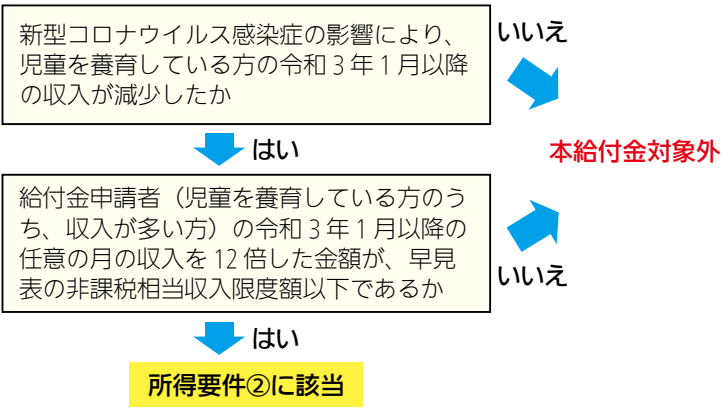 新型コロナウイルス感染症の影響により、
児童を養育している方の令和3年1月以降
の収入が減少したか
いいえ
はい
本給付金対象外
給付金申請者（児童を養育している方のう
ち、収入が多い方）の令和3年1月以降の
任意の月の収入を12倍した金額が、早見
表の非課税相当収入限度額以下であるか
いいえ
はい
所得要件②に該当